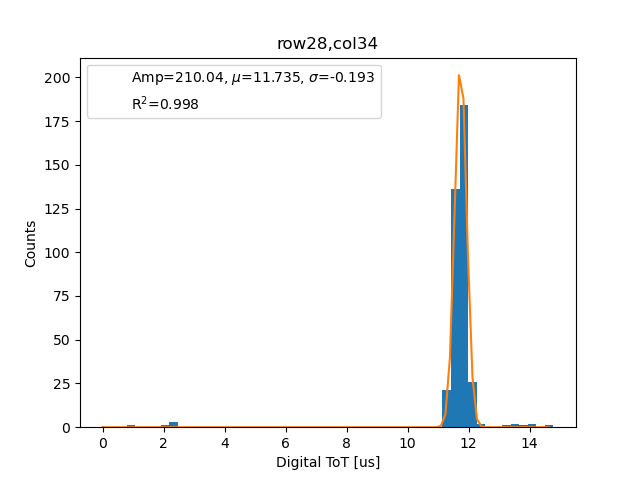 row28,col34
Amp=210.04, μ=11.735, σ=-0.193
R²=0.998
200
175
150
125
100
75
50
25
0
Counts
0 2 4 6 8 10 12 14
Digital ToT [us]